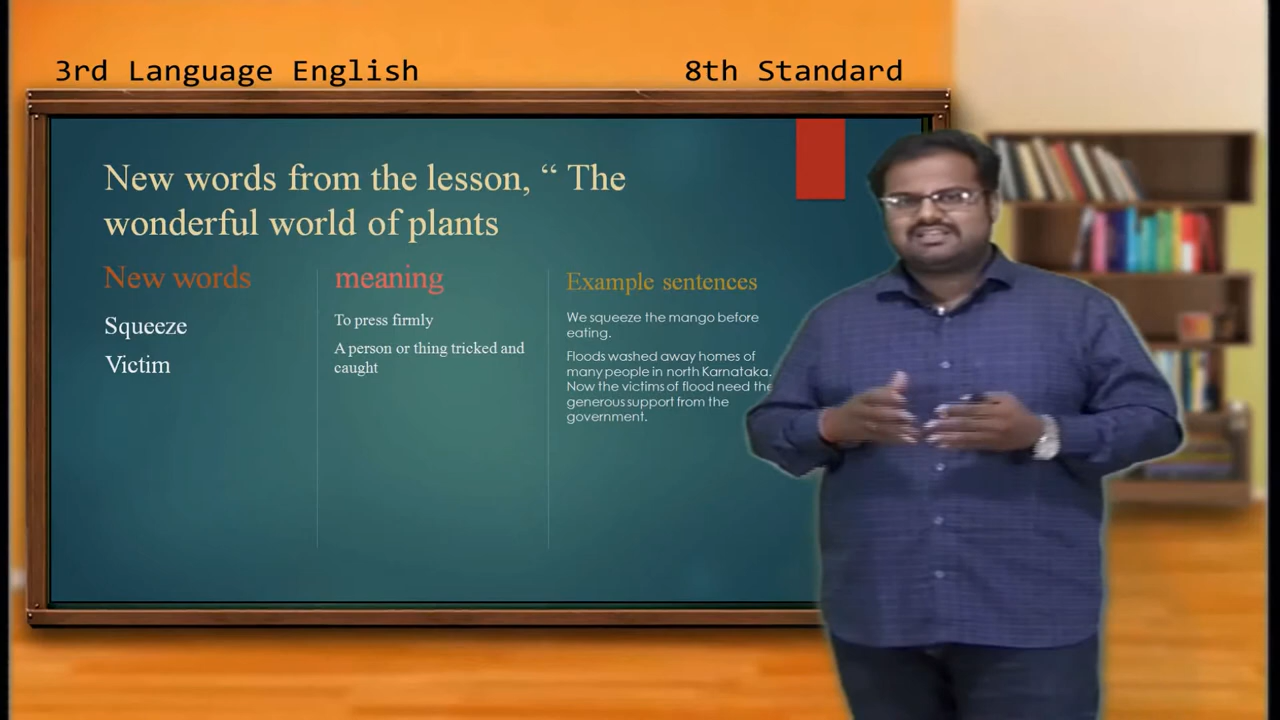 3rd Language English
8th Standard
New words from the lesson, “ The
wonderful world of plants
New words
meaning
Example sentences
Squeeze
To press firmly
We squeeze the mango before
eating.
Victim
A person or thing tricked and
caught
Floods washed away homes of
many people in north Karnataka.
Now the victims of flood need the
generous support from the
government.